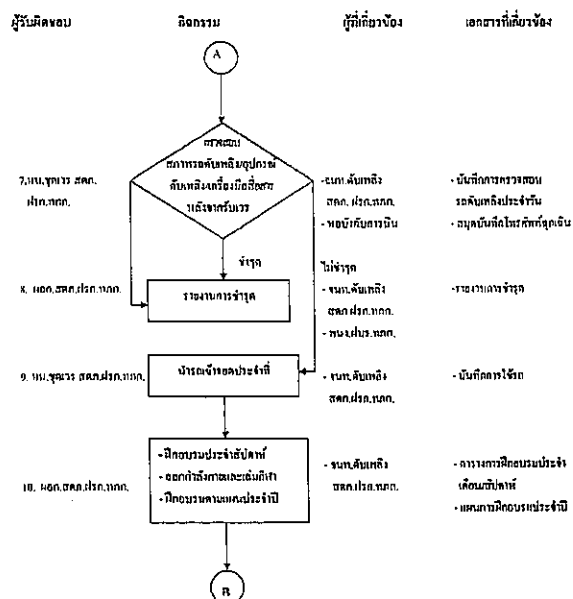 ผู้รับผิดชอบ กิจกรรม ผู้ที่เกี่ยวข้อง เอกสารที่เกี่ยวข้อง
A
ตรวจสอบ
สภาพรถดับเพลิง/อุปกรณ์
ดับเพลิง/เครื่องมือสื่อสาร
หลังจากรับเวร
7.หน.ชุดเวร สดภ.
ฝรภ.ทภภ.
-จนท.ดับเพลิง
สดภ. ฝรภ.ทภภ.
- หอบังคับการบิน
- บันทึกการตรวจสอบ
รถดับเพลิงประจำวัน
- สมุดบันทึกโทรศัพท์ฉุกเฉิน
ชำรุด
ไม่ชำรุด
8. ผอภ.สดภ.ฝรภ.ทภภ.
รายงานการชำรุด
- จนท.ดับเพลิง
สดภ.ฝรภ.ทภภ.
-รายงานการชำรุด
9. หน.ชุดเวร สดภ.ฝรภ.ทภภ.
นำรถเข้าจอดประจำที่
- จนท.ดับเพลิง
สดภ.ฝรภ.ทภภ.
- บันทึกการใช้รถ
10. ผอภ.สดภ.ฝรภ.ทภภ.
- ฝึกอบรมประจำสัปดาห์
-ออกกำลังกายและเล่นกีฬา
- ฝึกอบรมตามแผนประจำปี
- จนท.ดับเพลิง
สดภ.ฝรภ.ทภภ.
- ตารางการฝึกอบรมประจำ
เดือน/สัปดาห์
- แผนการฝึกอบรมประจำปี
B